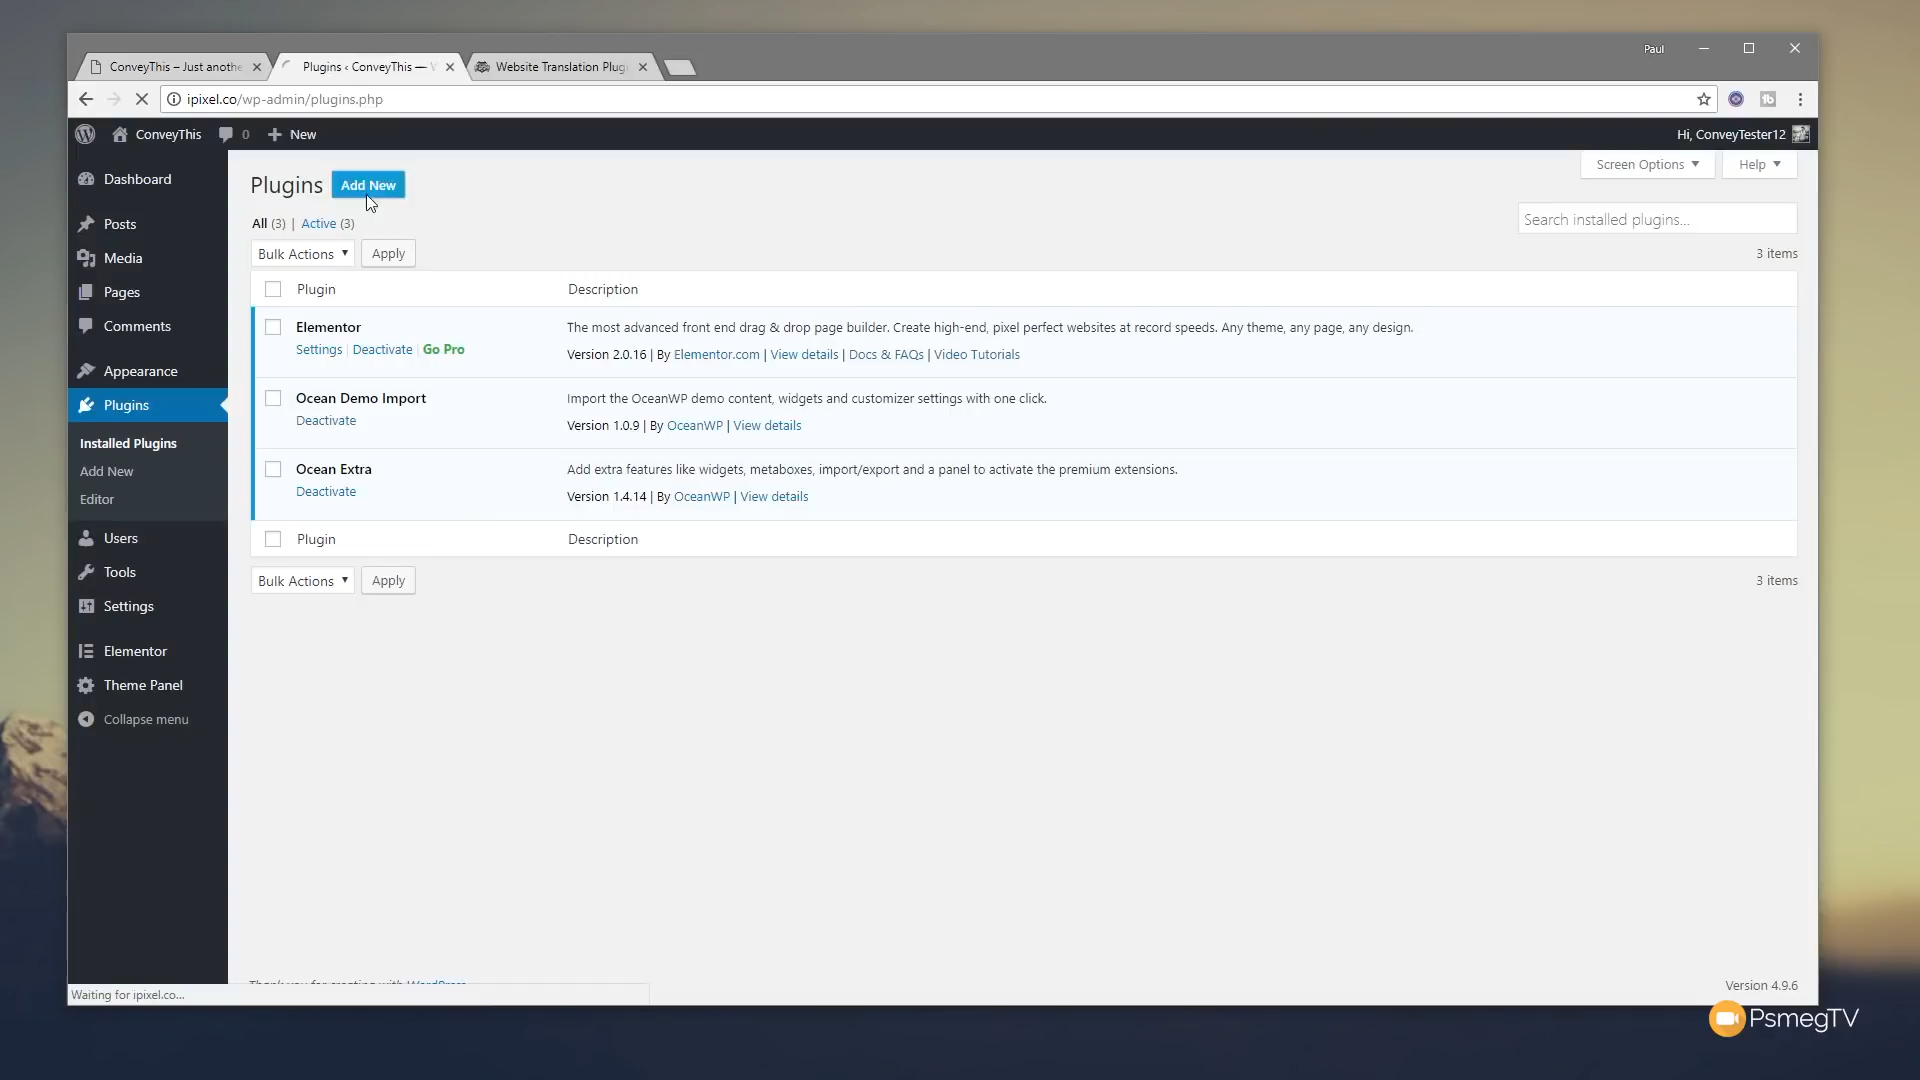 Paul
ConveyThis – Just anothe
Plugins ‹ ConveyThis —
Website Translation Plug
ipixel.co/wp-admin/plugins.php
ConveyThis 0 New
Hi, ConveyTester12
Screen Options Help
Dashboard
Posts
Media
Pages
Comments
Appearance
Plugins
Installed Plugins
Add New
Editor
Users
Tools
Settings
Elementor
Theme Panel
Collapse menu
Plugins Add New
All (3) | Active (3)
Search installed plugins...
Bulk Actions Apply
3 items
Plugin Description
Elementor
Settings | Deactivate | Go Pro
The most advanced front end drag & drop page builder. Create high-end, pixel perfect websites at record speeds. Any theme, any page, any design.
Version 2.0.16 | By Elementor.com | View details | Docs & FAQs | Video Tutorials
Ocean Demo Import
Deactivate
Import the OceanWP demo content, widgets and customizer settings with one click.
Version 1.0.9 | By OceanWP | View details
Ocean Extra
Deactivate
Add extra features like widgets, metaboxes, import/export and a panel to activate the premium extensions.
Version 1.4.14 | By OceanWP | View details
Plugin Description
Bulk Actions Apply
3 items
Thank you for creating with WordPress
Version 4.9.6
Waiting for ipixel.co...
PsmegTV